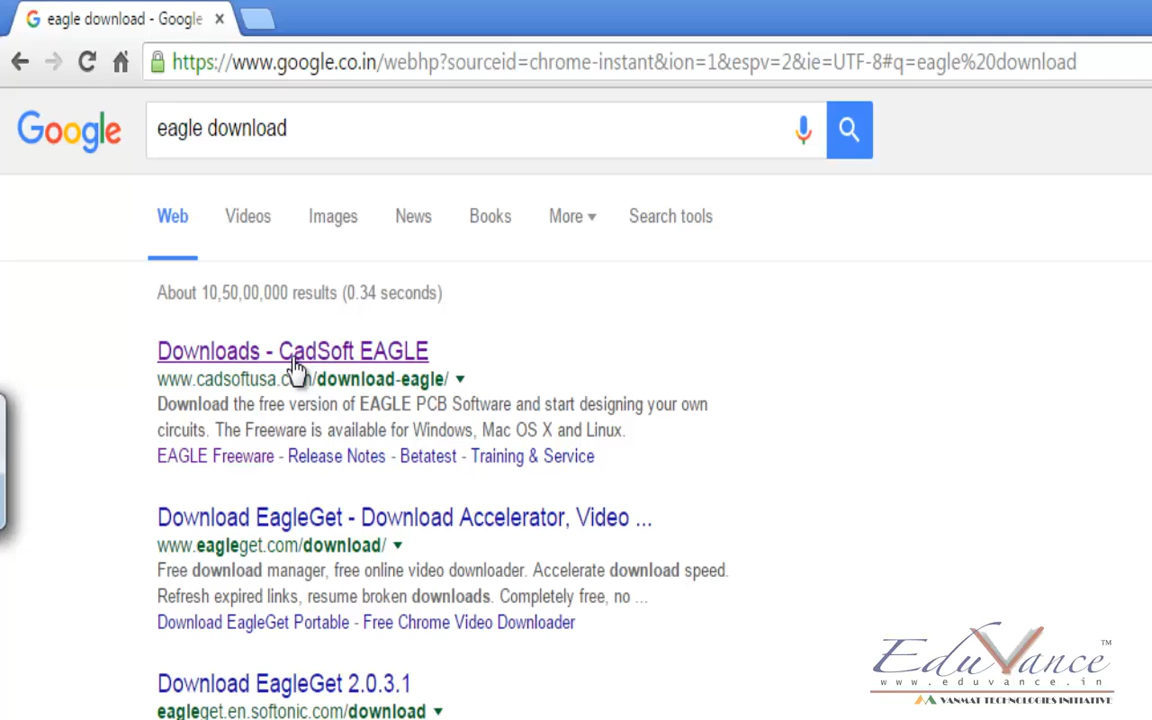 eagle download - Google
https://www.google.co.in/webhp?sourceid=chrome-instant&ion=1&espv=2&ie=UTF-8#q=eagle%20download
Google
eagle download
Web Videos Images News Books More Search tools
About 10,50,00,000 results (0.34 seconds)
Downloads - CadSoft EAGLE
www.cadsoftusa.com/download-eagle/
Download the free version of EAGLE PCB Software and start designing your own
circuits. The Freeware is available for Windows, Mac OS X and Linux.
EAGLE Freeware - Release Notes - Betatest - Training & Service
Download EagleGet - Download Accelerator, Video ...
www.eagleget.com/download/
Free download manager, free online video downloader. Accelerate download speed.
Refresh expired links, resume broken downloads. Completely free, no ...
Download EagleGet Portable - Free Chrome Video Downloader
Download EagleGet 2.0.3.1
eagleget.en.softonic.com/download
EduVance™
www.eduvance.in
VANMAT TECHNOLOGIES INITIATIVE